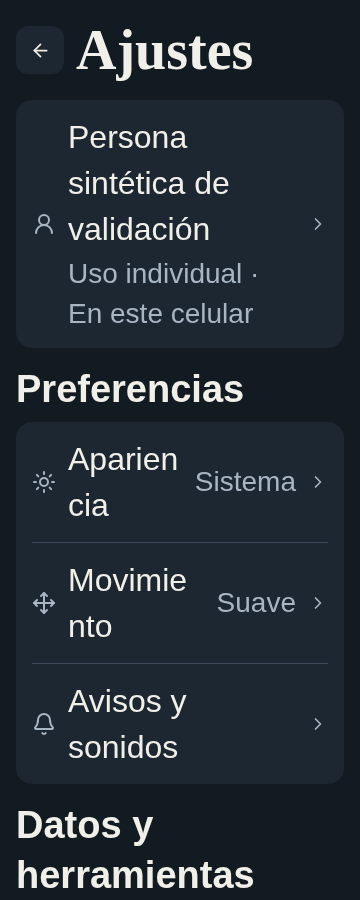 Ajustes
Persona
sintética de
validación
Uso individual ·
En este celular
Preferencias
Aparien
cia
Sistema
Movimie
nto
Suave
Avisos y
sonidos
Datos y
herramientas